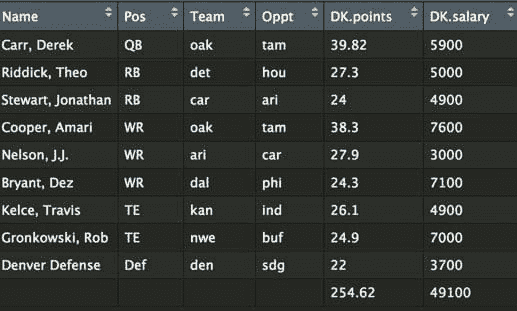 Name Pos Team Oppt DK.points DK.salary
Carr, Derek QB oak tam 39.82 5900
Riddick, Theo RB det hou 27.3 5000
Stewart, Jonathan RB car ari 24 4900
Cooper, Amari WR oak tam 38.3 7600
Nelson, J.J. WR ari car 27.9 3000
Bryant, Dez WR dal phi 24.3 7100
Kelce, Travis TE kan ind 26.1 4900
Gronkowski, Rob TE nwe buf 24.9 7000
Denver Defense Def den sdg 22 3700
254.62 49100